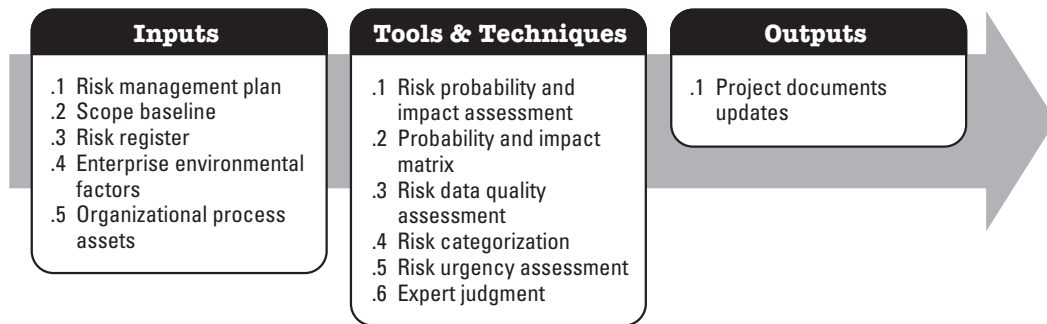 Inputs
.1 Risk management plan
.2 Scope baseline
.3 Risk register
.4 Enterprise environmental
factors
.5 Organizational process
assets
Tools & Techniques
.1 Risk probability and
impact assessment
.2 Probability and impact
matrix
.3 Risk data quality
assessment
.4 Risk categorization
.5 Risk urgency assessment
.6 Expert judgment
Outputs
.1 Project documents
updates